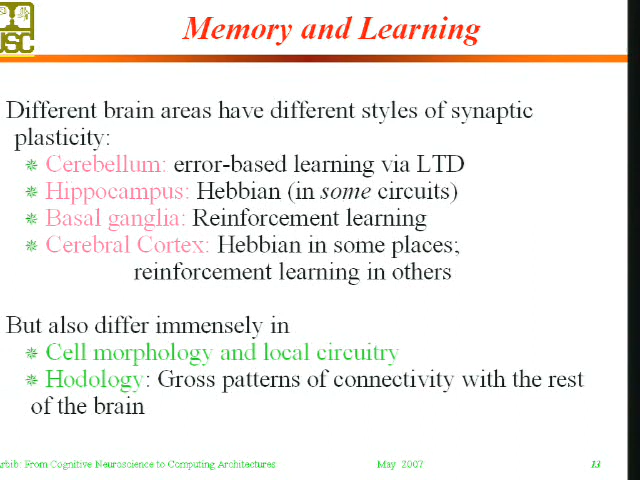 USC
Memory and Learning
Different brain areas have different styles of synaptic
plasticity:
Cerebellum: error-based learning via LTD
Hippocampus: Hebbian (in some circuits)
Basal ganglia: Reinforcement learning
Cerebral Cortex: Hebbian in some places;
reinforcement learning in others
But also differ immensely in
Cell morphology and local circuitry
Hodology: Gross patterns of connectivity with the rest
of the brain
Arbib: From Cognitive Neuroscience to Computing Architectures May 2007 13